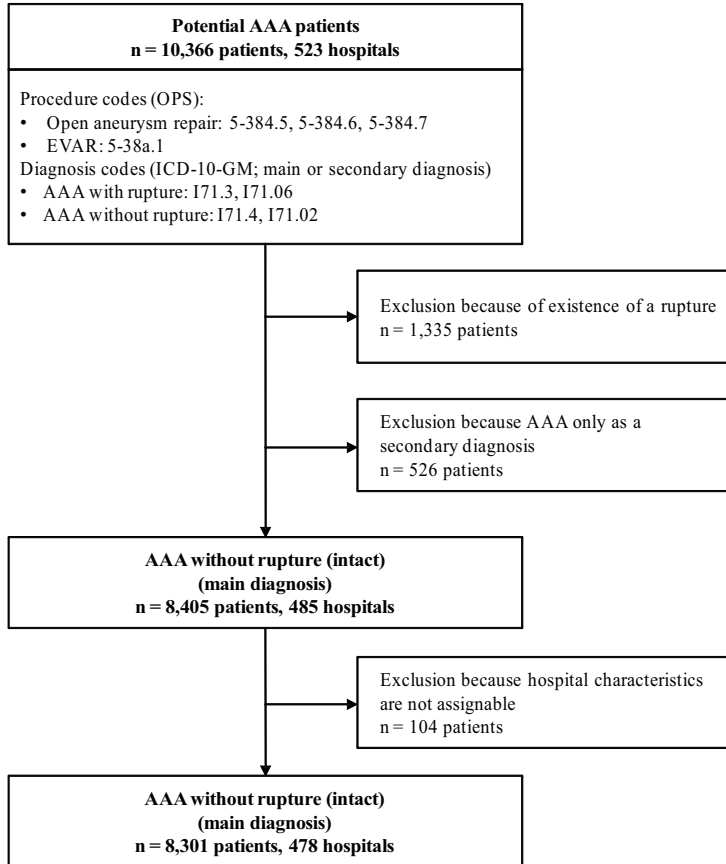 Potential AAA patients
n = 10,366 patients, 523 hospitals
Procedure codes (OPS):
• Open aneurysm repair: 5-384.5, 5-384.6, 5-384.7
• EVAR: 5-38a.1
Diagnosis codes (ICD-10-GM; main or secondary diagnosis)
• AAA with rupture: I71.3, I71.06
• AAA without rupture: I71.4, I71.02
Exclusion because of existence of a rupture
n = 1,335 patients
Exclusion because AAA only as a
secondary diagnosis
n = 526 patients
AAA without rupture (intact)
(main diagnosis)
n = 8,405 patients, 485 hospitals
Exclusion because hospital characteristics
are not assignable
n = 104 patients
AAA without rupture (intact)
(main diagnosis)
n = 8,301 patients, 478 hospitals